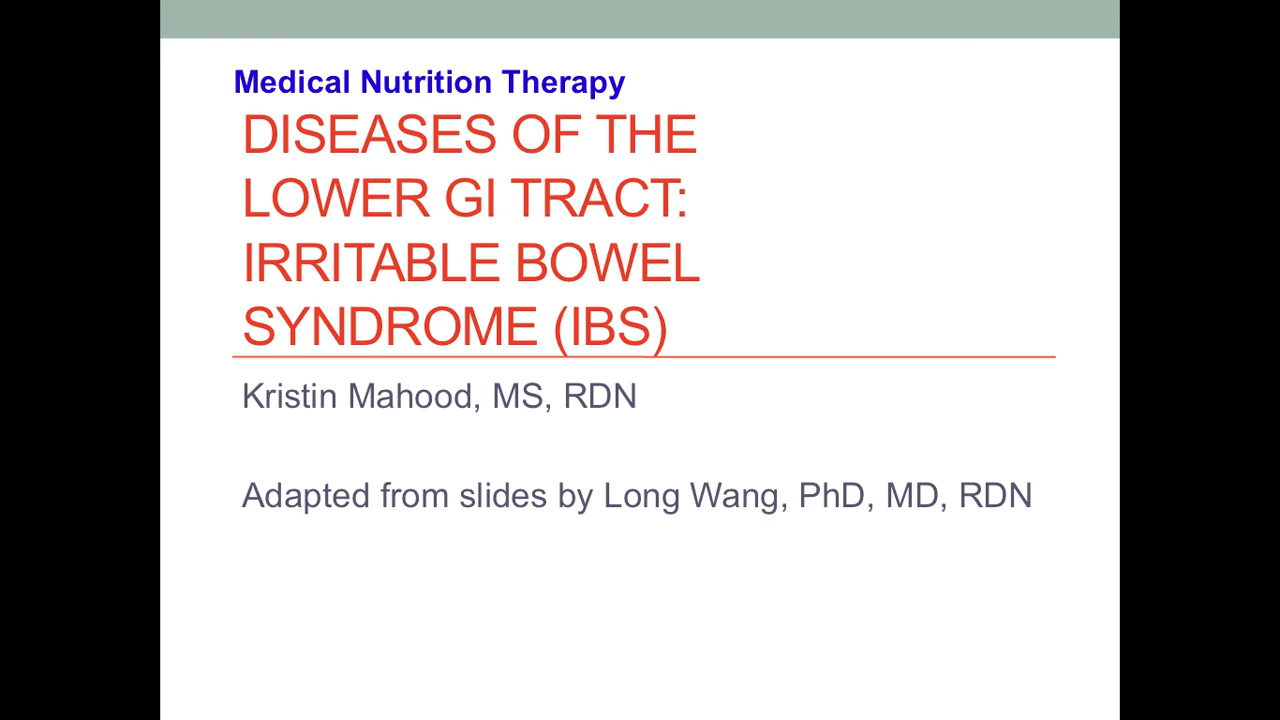 Medical Nutrition Therapy
DISEASES OF THE
LOWER GI TRACT:
IRRITABLE BOWEL
SYNDROME (IBS)
Kristin Mahood, MS, RDN
Adapted from slides by Long Wang, PhD, MD, RDN